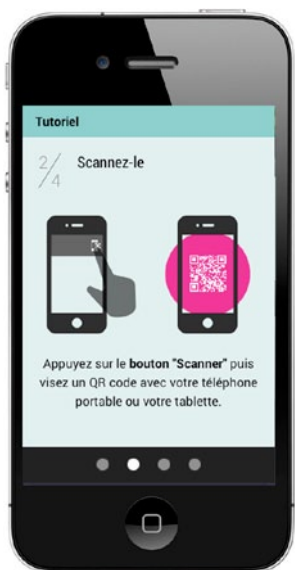 Tutoriel
2/4
Scannez-le
Appuyez sur le bouton "Scanner" puis
visez un QR code avec votre téléphone
portable ou votre tablette.